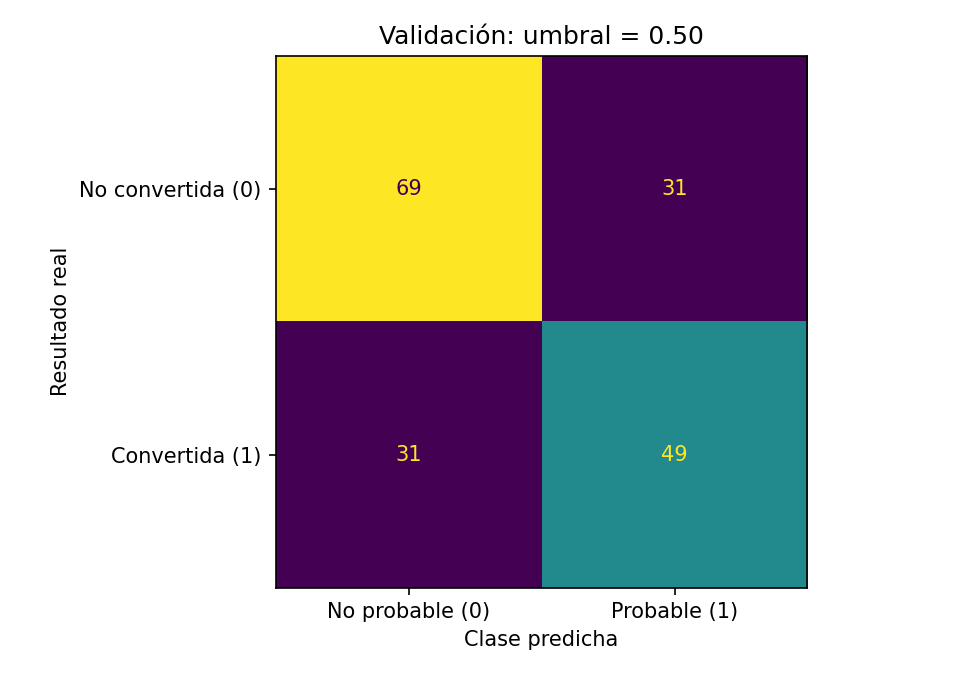 Validación: umbral = 0.50
No convertida (0)
69
31
Resultado real
Convertida (1)
31
49
No probable (0)
Probable (1)
Clase predicha